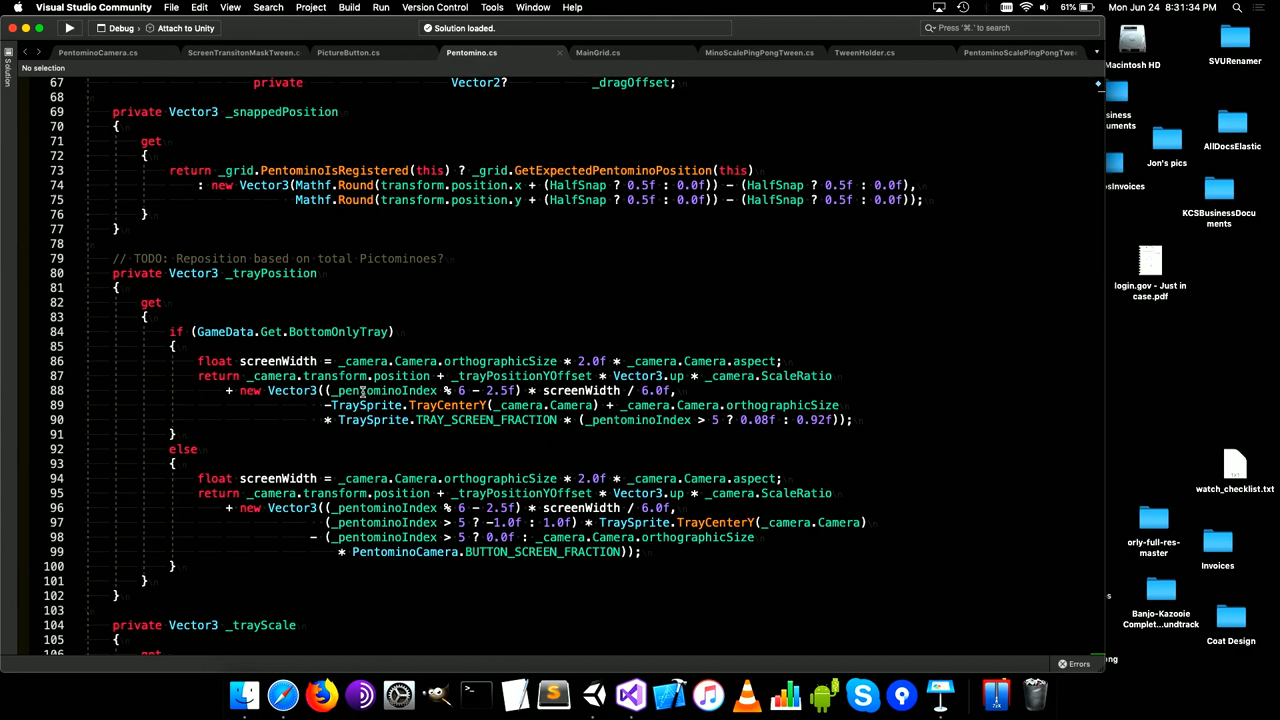 Visual Studio Community File Edit View Search Project Build Run Version Control Tools Window Help 61% Mon Jun 24 8:31:34 PM
Debug › Attach to Unity Solution loaded. Press '⌘.' to search
PentominoCamera.cs ScreenTransitonMaskTween.c PictureButton.cs Pentomino.cs MainGrid.cs MinoScalePingPongTween.cs TweenHolder.cs PentominoScalePingPongTwee
No selection
Solution
67 private Vector2? _dragOffset;
68
69 private Vector3 _snappedPosition
70 {
71 get
72 {
73 return _grid.PentominoIsRegistered(this) ? _grid.GetExpectedPentominoPosition(this)
74 : new Vector3(Mathf.Round(transform.position.x + (HalfSnap ? 0.5f : 0.0f)) - (HalfSnap ? 0.5f : 0.0f),
75 Mathf.Round(transform.position.y + (HalfSnap ? 0.5f : 0.0f)) - (HalfSnap ? 0.5f : 0.0f));
76 }
77 }
78
79 // TODO: Reposition based on total Pictominoes?
80 private Vector3 _trayPosition
81 {
82 get
83 {
84 if (GameData.Get.BottomOnlyTray)
85 {
86 float screenWidth = _camera.Camera.orthographicSize * 2.0f * _camera.Camera.aspect;
87 return _camera.transform.position + _trayPositionYOffset * Vector3.up * _camera.ScaleRatio
88 + new Vector3((_pentominoIndex % 6 - 2.5f) * screenWidth / 6.0f,
89 -TraySprite.TrayCenterY(_camera.Camera) + _camera.Camera.orthographicSize
90 * TraySprite.TRAY_SCREEN_FRACTION * (_pentominoIndex > 5 ? 0.08f : 0.92f));
91 }
92 else
93 {
94 float screenWidth = _camera.Camera.orthographicSize * 2.0f * _camera.Camera.aspect;
95 return _camera.transform.position + _trayPositionYOffset * Vector3.up * _camera.ScaleRatio
96 + new Vector3((_pentominoIndex % 6 - 2.5f) * screenWidth / 6.0f,
97 (_pentominoIndex > 5 ? -1.0f : 1.0f) * TraySprite.TrayCenterY(_camera.Camera)
98 - (_pentominoIndex > 5 ? 0.0f : _camera.Camera.orthographicSize
99 * PentominoCamera.BUTTON_SCREEN_FRACTION));
100 }
101 }
102 }
103
104 private Vector3 _trayScale
105 {
106 get
Errors
Macintosh HD
SVURenamer
Jon's pics
AllDocsElastic
KCSBusinessDocu
ments
login.gov - Just in
case.pdf
watch_checklist.txt
orly-full-res-
master
Invoices
Banjo-Kazooie
Complet...undtrack
Coat Design